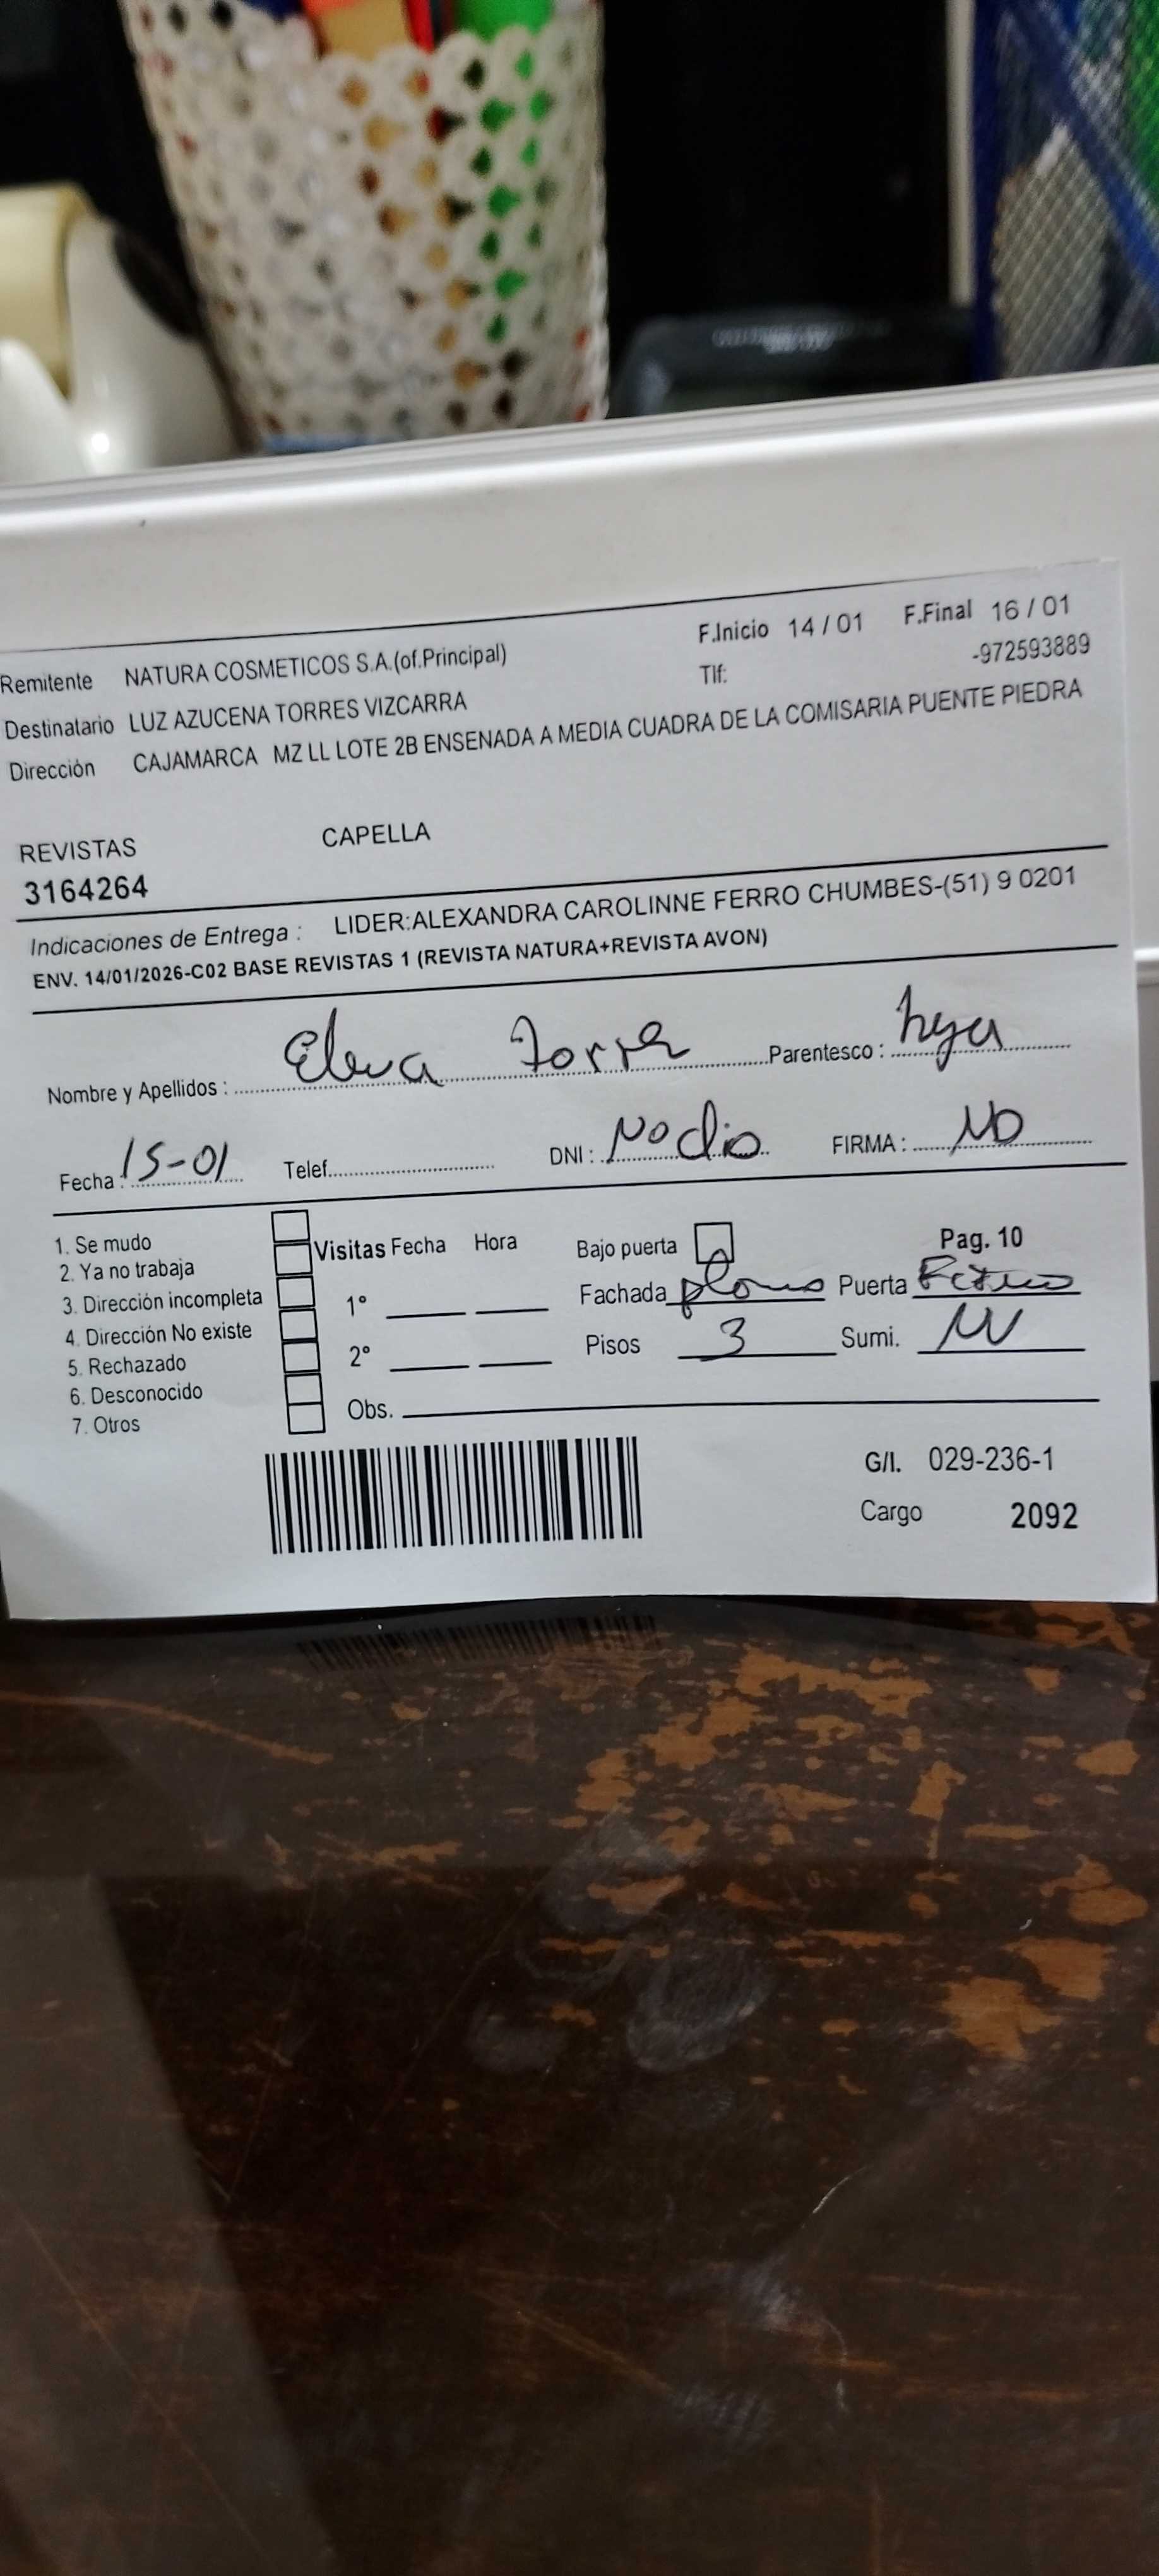 F.Inicio 14 / 01 F.Final 16 / 01
Remitente NATURA COSMETICOS S.A.(of.Principal) Tlf: -972593889
Destinatario LUZ AZUCENA TORRES VIZCARRA
Dirección CAJAMARCA MZ LL LOTE 2B ENSENADA A MEDIA CUADRA DE LA COMISARIA PUENTE PIEDRA
REVISTAS CAPELLA
3164264
Indicaciones de Entrega : LIDER:ALEXANDRA CAROLINNE FERRO CHUMBES-(51) 9 0201
ENV. 14/01/2026-C02 BASE REVISTAS 1 (REVISTA NATURA+REVISTA AVON)
Nombre y Apellidos : Torre Parentesco :
Fecha : 15-01 Telef. DNI : No dio FIRMA : ND
1. Se mudo
2. Ya no trabaja
3. Dirección incompleta
4. Dirección No existe
5. Rechazado
6. Desconocido
7. Otros
Visitas Fecha Hora
1°
2°
Obs.
Bajo puerta Pag. 10
Fachada plomo Puerta
Pisos 3 Sumi.
G/I. 029-236-1
Cargo 2092